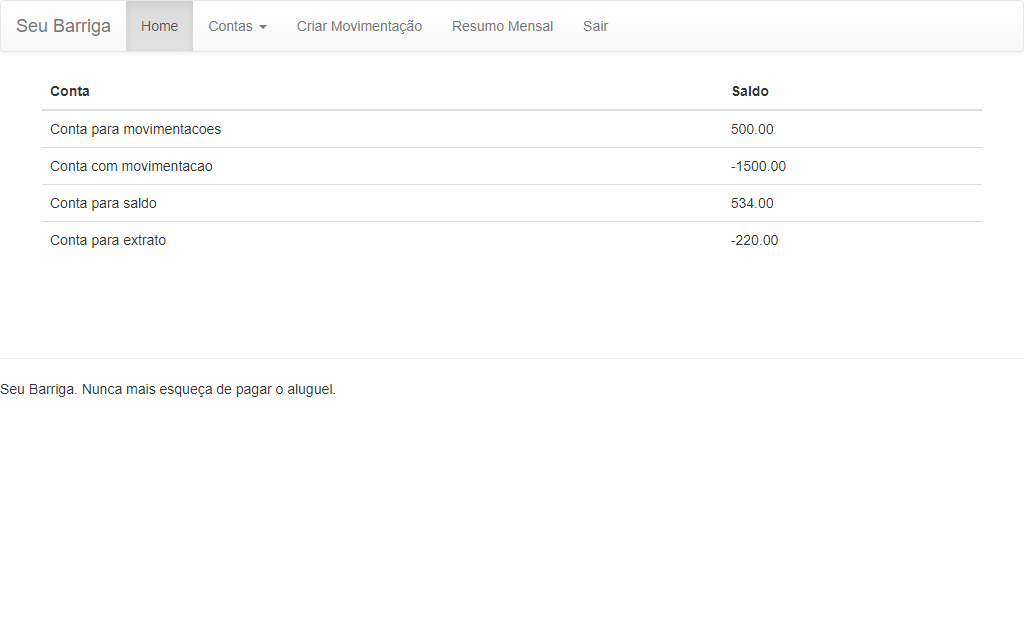 Seu Barriga Home Contas Criar Movimentação Resumo Mensal Sair
Conta Saldo
Conta para movimentacoes 500.00
Conta com movimentacao -1500.00
Conta para saldo 534.00
Conta para extrato -220.00
Seu Barriga. Nunca mais esqueça de pagar o aluguel.